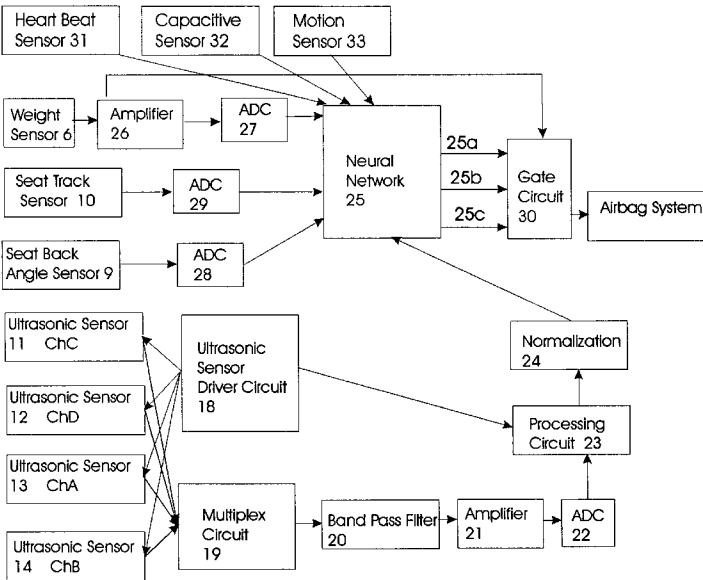 Heart Beat
Sensor 31
Capacitive
Sensor 32
Motion
Sensor 33
Weight
Sensor 6
Amplifier
26
ADC
27
Neural
Network
25
25a
25b
25c
Gate
Circuit
30
Airbag System
Seat Track
Sensor 10
ADC
29
Seat Back
Angle Sensor 9
ADC
28
Ultrasonic Sensor
11 ChC
Ultrasonic
Sensor
Driver Circuit
18
Normalization
24
Ultrasonic Sensor
12 ChD
Processing
Circuit 23
Ultrasonic Sensor
13 ChA
Multiplex
Circuit
19
Band Pass Filter
20
Amplifier
21
ADC
22
Ultrasonic Sensor
14 ChB